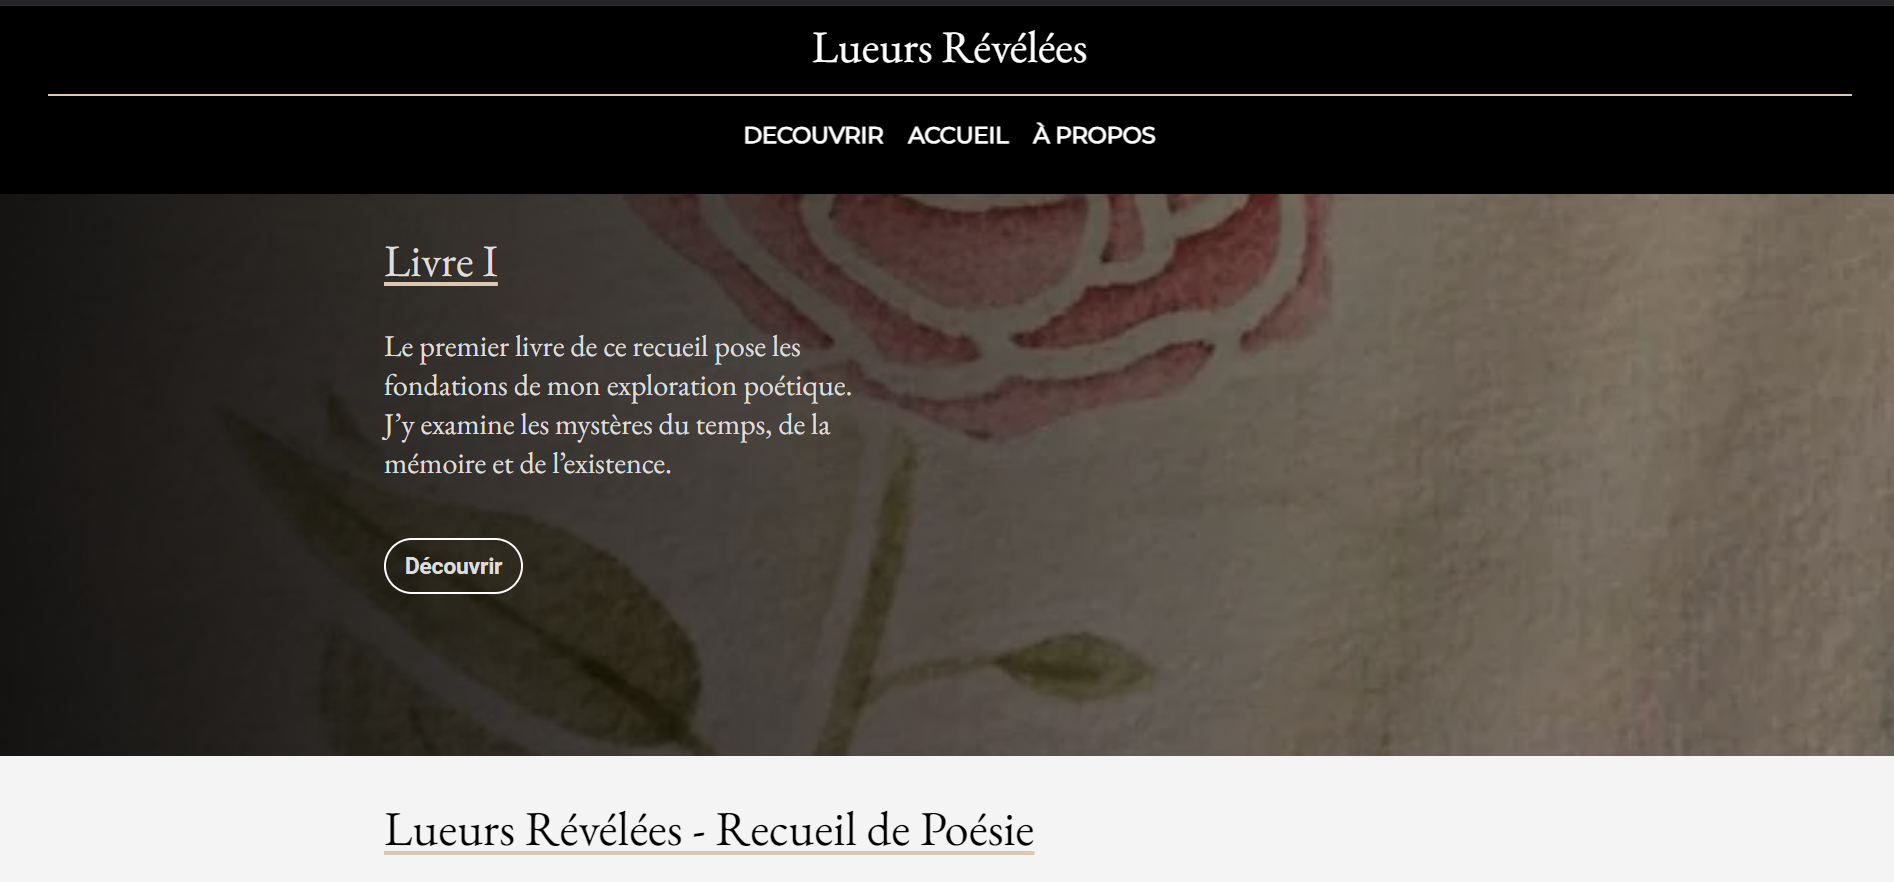 Lueurs Révélées
DECOUVRIR ACCUEIL À PROPOS
Livre I
Le premier livre de ce recueil pose les
fondations de mon exploration poétique.
J’y examine les mystères du temps, de la
mémoire et de l’existence.
Découvrir
Lueurs Révélées - Recueil de Poésie